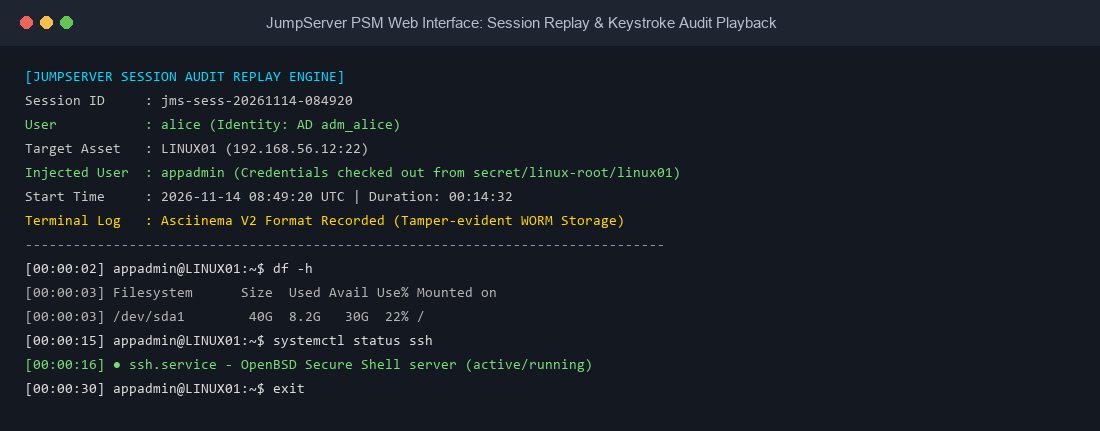 JumpServer PSM Web Interface: Session Replay & Keystroke Audit Playback
[JUMPSERVER SESSION AUDIT REPLAY ENGINE]
Session ID     : jms-sess-20261114-084920
User           : alice (Identity: AD adm_alice)
Target Asset   : LINUX01 (192.168.56.12:22)
Injected User  : appadmin (Credentials checked out from secret/linux-root/linux01)
Start Time     : 2026-11-14 08:49:20 UTC | Duration: 00:14:32
Terminal Log   : Asciinema V2 Format Recorded (Tamper-evident WORM Storage)
--------------------------------------------------------------------------------
[00:00:02] appadmin@LINUX01:~$ df -h
[00:00:03] Filesystem      Size  Used Avail Use% Mounted on
[00:00:03] /dev/sda1        40G  8.2G   30G  22% /
[00:00:15] appadmin@LINUX01:~$ systemctl status ssh
[00:00:16] ● ssh.service - OpenBSD Secure Shell server (active/running)
[00:00:30] appadmin@LINUX01:~$ exit